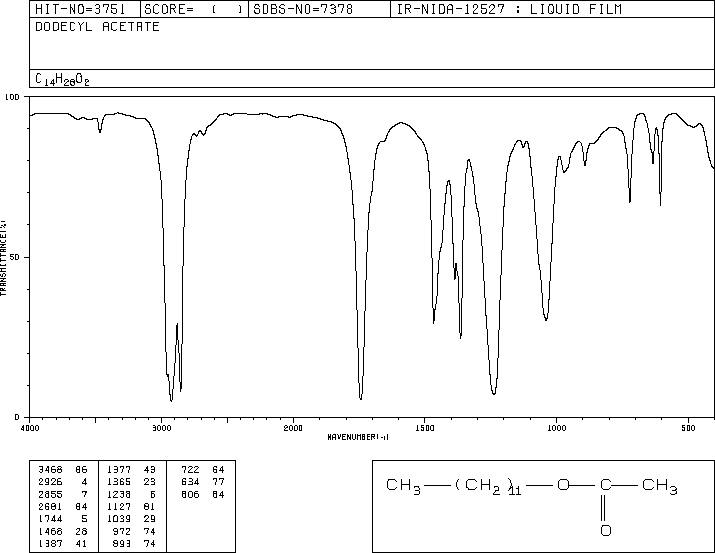 HIT-NO=3751 SCORE= ( ) SDBS-NO=7378 IR-NIDA-12527 : LIQUID FILM
DODECYL ACETATE
C14H28O2
100
50
0
TRANSMITTANCE(%)
4000 3000 2000 1500 1000 500
WAVENUMBER(-1)
3468 86 1377 49 722 64
2926 4 1365 23 634 77
2855 7 1238 6 606 64
2681 84 1127 81
1744 5 1039 29
1466 28 972 74
1387 41 893 74
CH3 (CH2)11 O C CH3
O